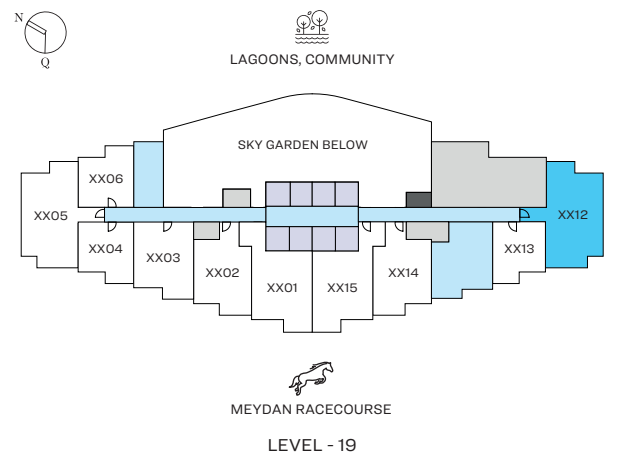 N
Q
LAGOONS, COMMUNITY
SKY GARDEN BELOW
XX06
XX05
XX12
XX04
XX03
XX13
XX02
XX14
XX01
XX15
MEYDAN RACECOURSE
LEVEL - 19